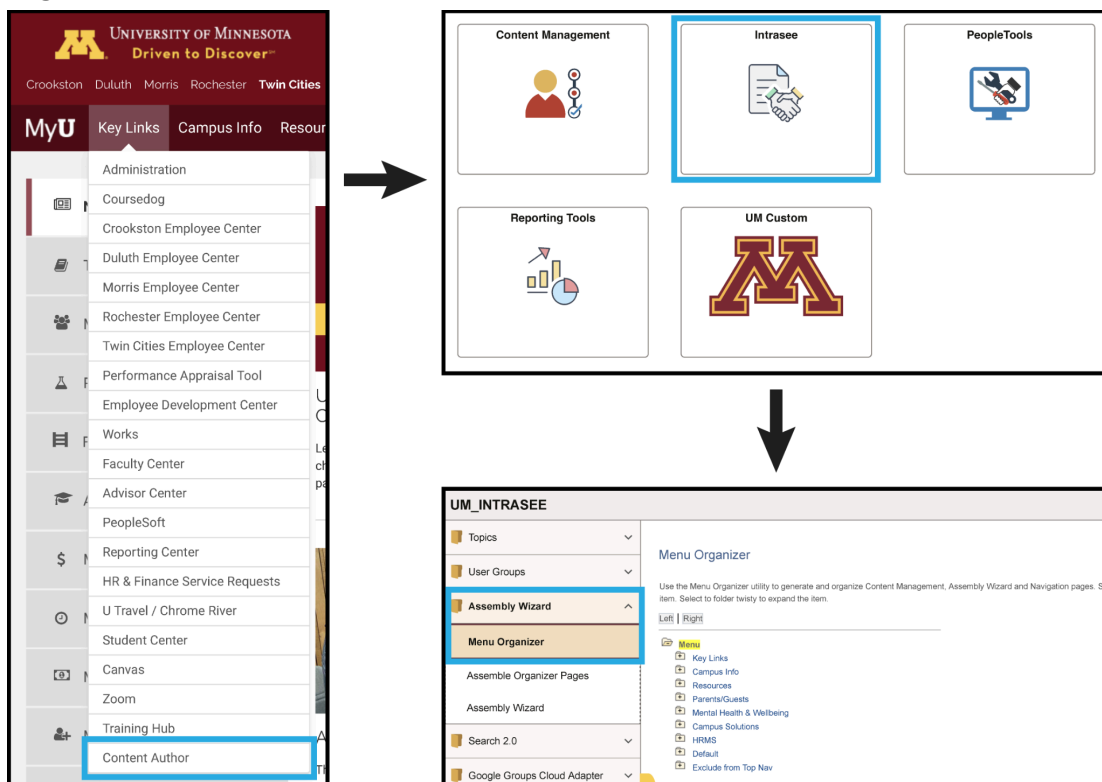 UNIVERSITY OF MINNESOTA
Driven to Discover℠
Crookston Duluth Morris Rochester Twin Cities
MyU Key Links Campus Info Resour
Administration
Coursedog
Crookston Employee Center
Duluth Employee Center
Morris Employee Center
Rochester Employee Center
Twin Cities Employee Center
Performance Appraisal Tool
Employee Development Center
Works
Faculty Center
Advisor Center
PeopleSoft
Reporting Center
HR & Finance Service Requests
U Travel / Chrome River
Student Center
Canvas
Zoom
Training Hub
Content Author
Content Management
Intrasee
PeopleTools
Reporting Tools
UM Custom
UM_INTRASEE
Topics
User Groups
Assembly Wizard
Menu Organizer
Assemble Organizer Pages
Assembly Wizard
Search 2.0
Google Groups Cloud Adapter
Menu Organizer
Use the Menu Organizer utility to generate and organize Content Management, Assembly Wizard and Navigation pages. S
item. Select to folder twisty to expand the item.
Left | Right
Menu
Key Links
Campus Info
Resources
Parents/Guests
Mental Health & Wellbeing
Campus Solutions
HRMS
Default
Exclude from Top Nav